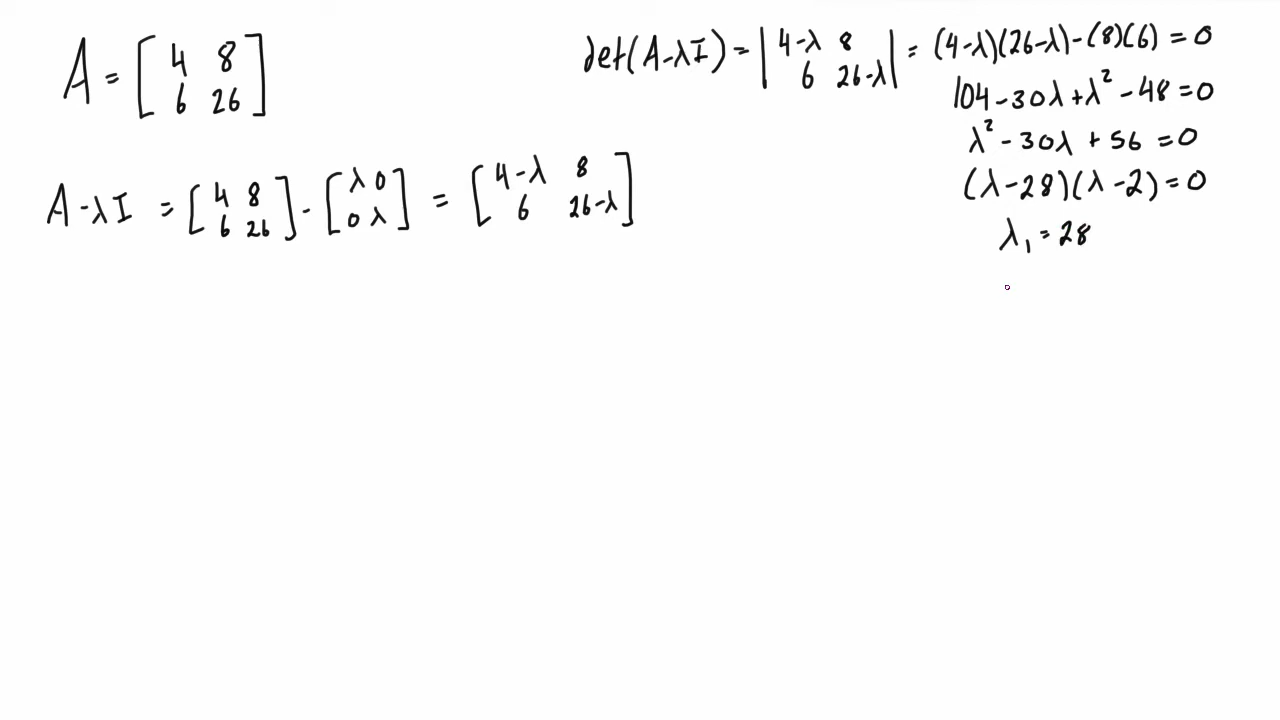 A = [4 8; 6 26]
A - λI = [4 8; 6 26] - [λ 0; 0 λ] = [4-λ 8; 6 26-λ]
det(A-λI) = |4-λ 8; 6 26-λ| = (4-λ)(26-λ) - (8)(6) = 0
104 - 30λ + λ² - 48 = 0
λ² - 30λ + 56 = 0
(λ-28)(λ-2) = 0
λ₁ = 28